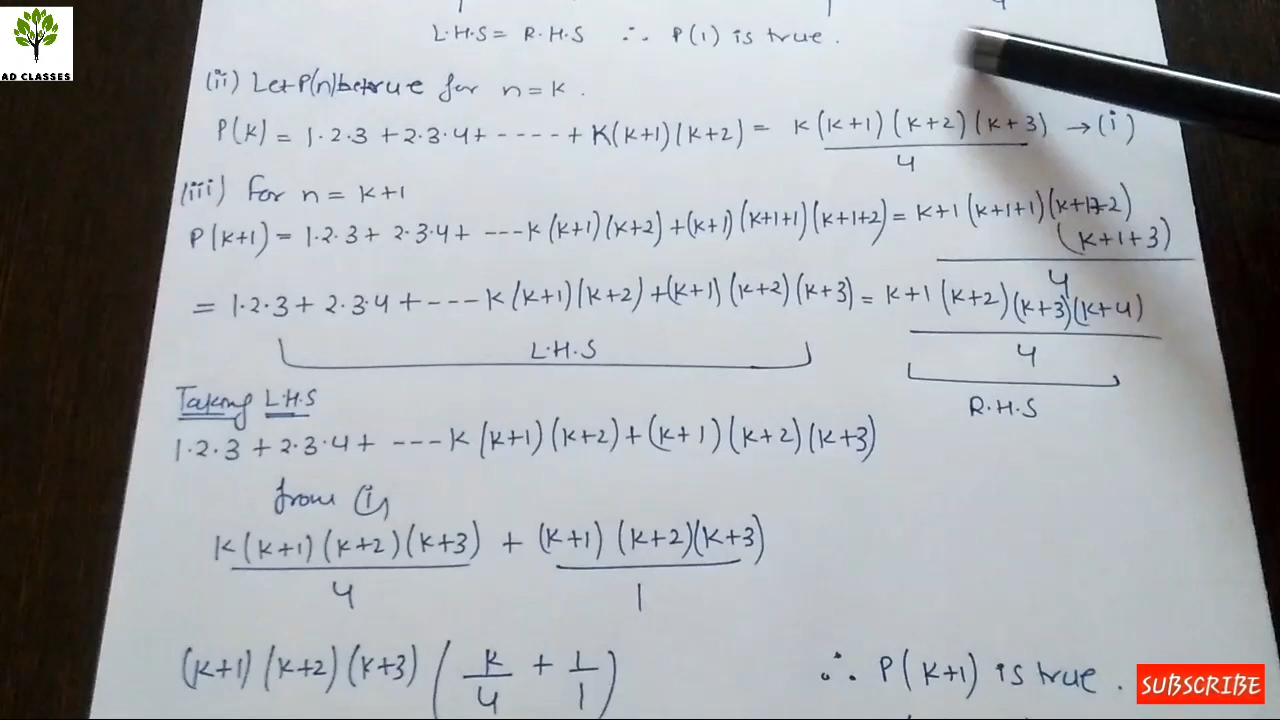 AD CLASSES
L.H.S = R.H.S ∴ P(1) is true.
(ii) Let P(n) be true for n = k.
P(k) = 1·2·3 + 2·3·4 + ----- + k(k+1)(k+2) = k(k+1)(k+2)(k+3) → (i)
4
(iii) For n = k+1
P(k+1) = 1·2·3 + 2·3·4 + ---k(k+1)(k+2) + (k+1)(k+1+1)(k+1+2) = k+1(k+1+1)(k+1+2)
(k+1+3)
4
= 1·2·3 + 2·3·4 + ---k(k+1)(k+2) + (k+1)(k+2)(k+3) = k+1(k+2)(k+3)(k+4)
4
L.H.S
R.H.S
Taking L.H.S
1·2·3 + 2·3·4 + ---k(k+1)(k+2) + (k+1)(k+2)(k+3)
from (i)
k(k+1)(k+2)(k+3) + (k+1)(k+2)(k+3)
4 1
(k+1)(k+2)(k+3)(k/4 + 1/1)
∴ P(k+1) is true.
SUBSCRIBE